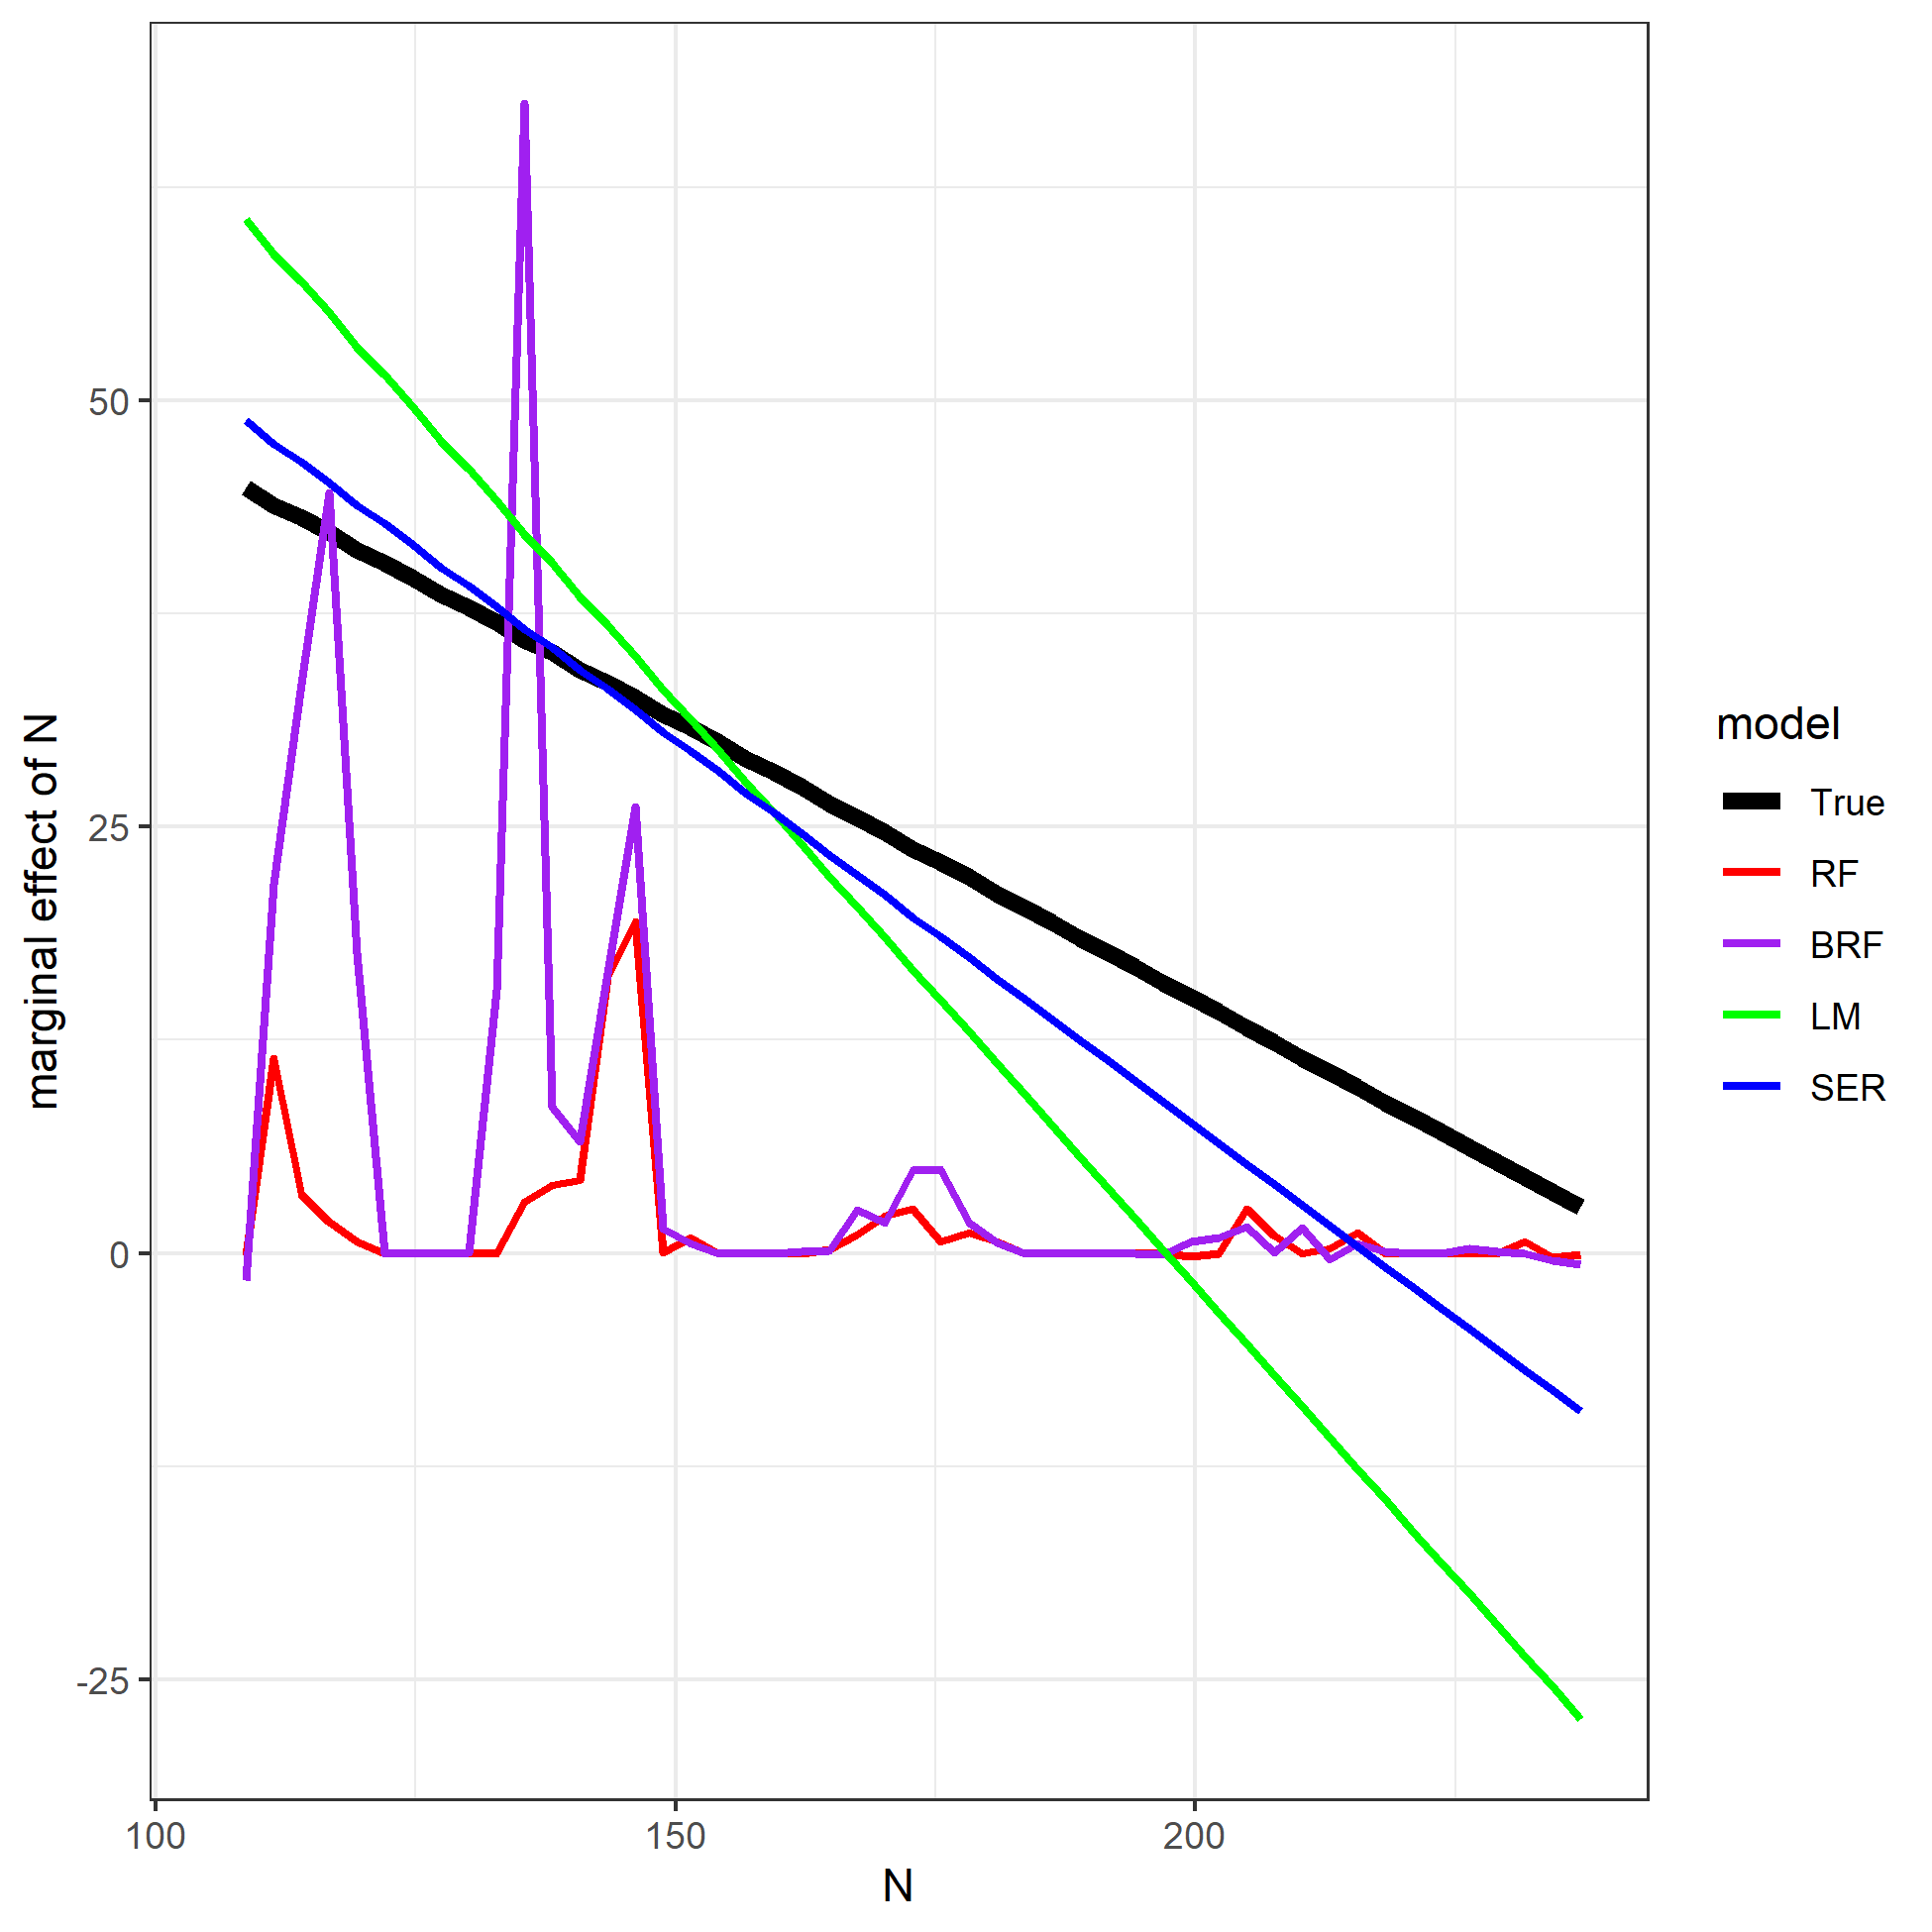 marginal effect of N
50
25
0
-25
100
150
200
N
model
True
RF
BRF
LM
SER